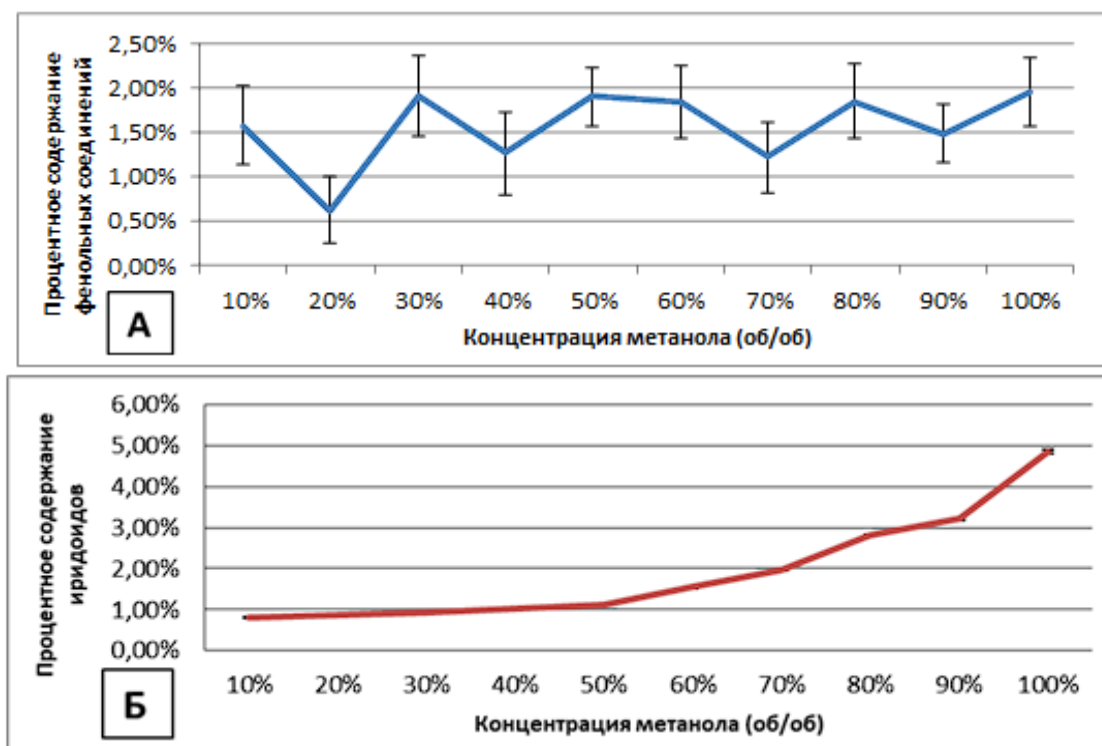 Процентное содержание
фенольных соединений
2,50%
2,00%
1,50%
1,00%
0,50%
0,00%
10% 20% 30% 40% 50% 60% 70% 80% 90% 100%
А
Концентрация метанола (об/об)
Процентное содержание
иридоидов
6,00%
5,00%
4,00%
3,00%
2,00%
1,00%
0,00%
10% 20% 30% 40% 50% 60% 70% 80% 90% 100%
Б
Концентрация метанола (об/об)